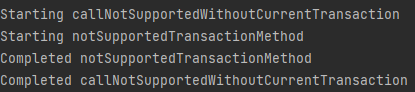 Starting callNotSupportedWithoutCurrentTransaction
Starting notSupportedTransactionMethod
Completed notSupportedTransactionMethod
Completed callNotSupportedWithoutCurrentTransaction